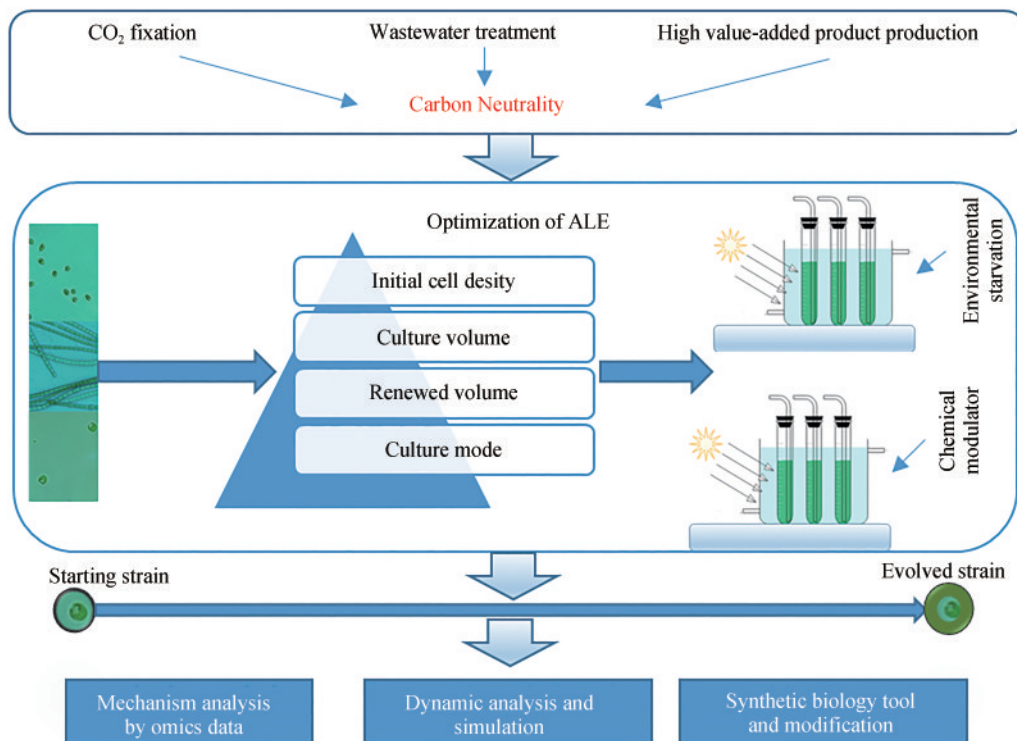 CO₂ fixation
Wastewater treatment
High value-added product production
Carbon Neutrality
Optimization of ALE
Initial cell desity
Culture volume
Renewed volume
Culture mode
Environmental
starvation
Chemical
modulator
Starting strain
Evolved strain
Mechanism analysis
by omics data
Dynamic analysis and
simulation
Synthetic biology tool
and modification